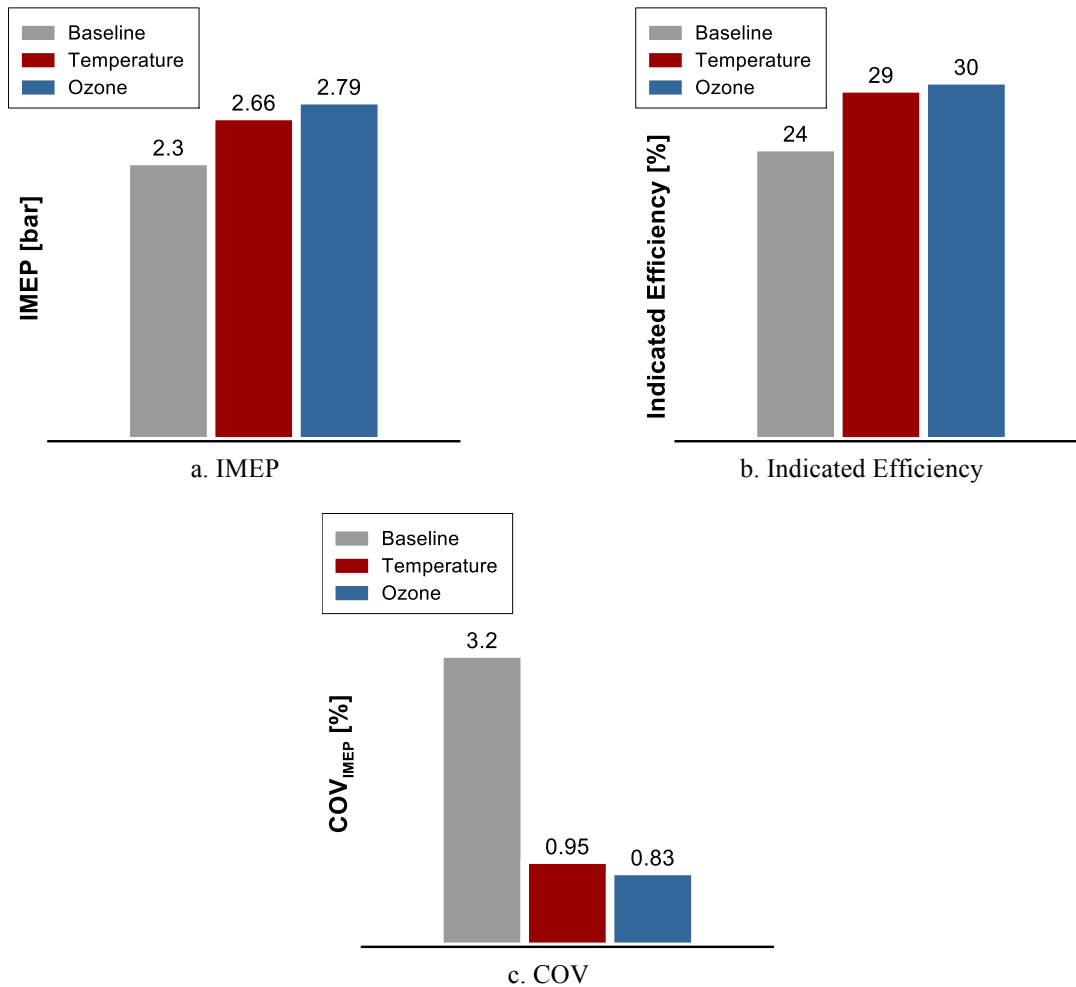 Baseline
Temperature
Ozone
2.3
2.66
2.79
IMEP [bar]
a. IMEP
Baseline
Temperature
Ozone
24
29
30
Indicated Efficiency [%]
b. Indicated Efficiency
Baseline
Temperature
Ozone
3.2
0.95
0.83
COV_IMEP [%]
c. COV